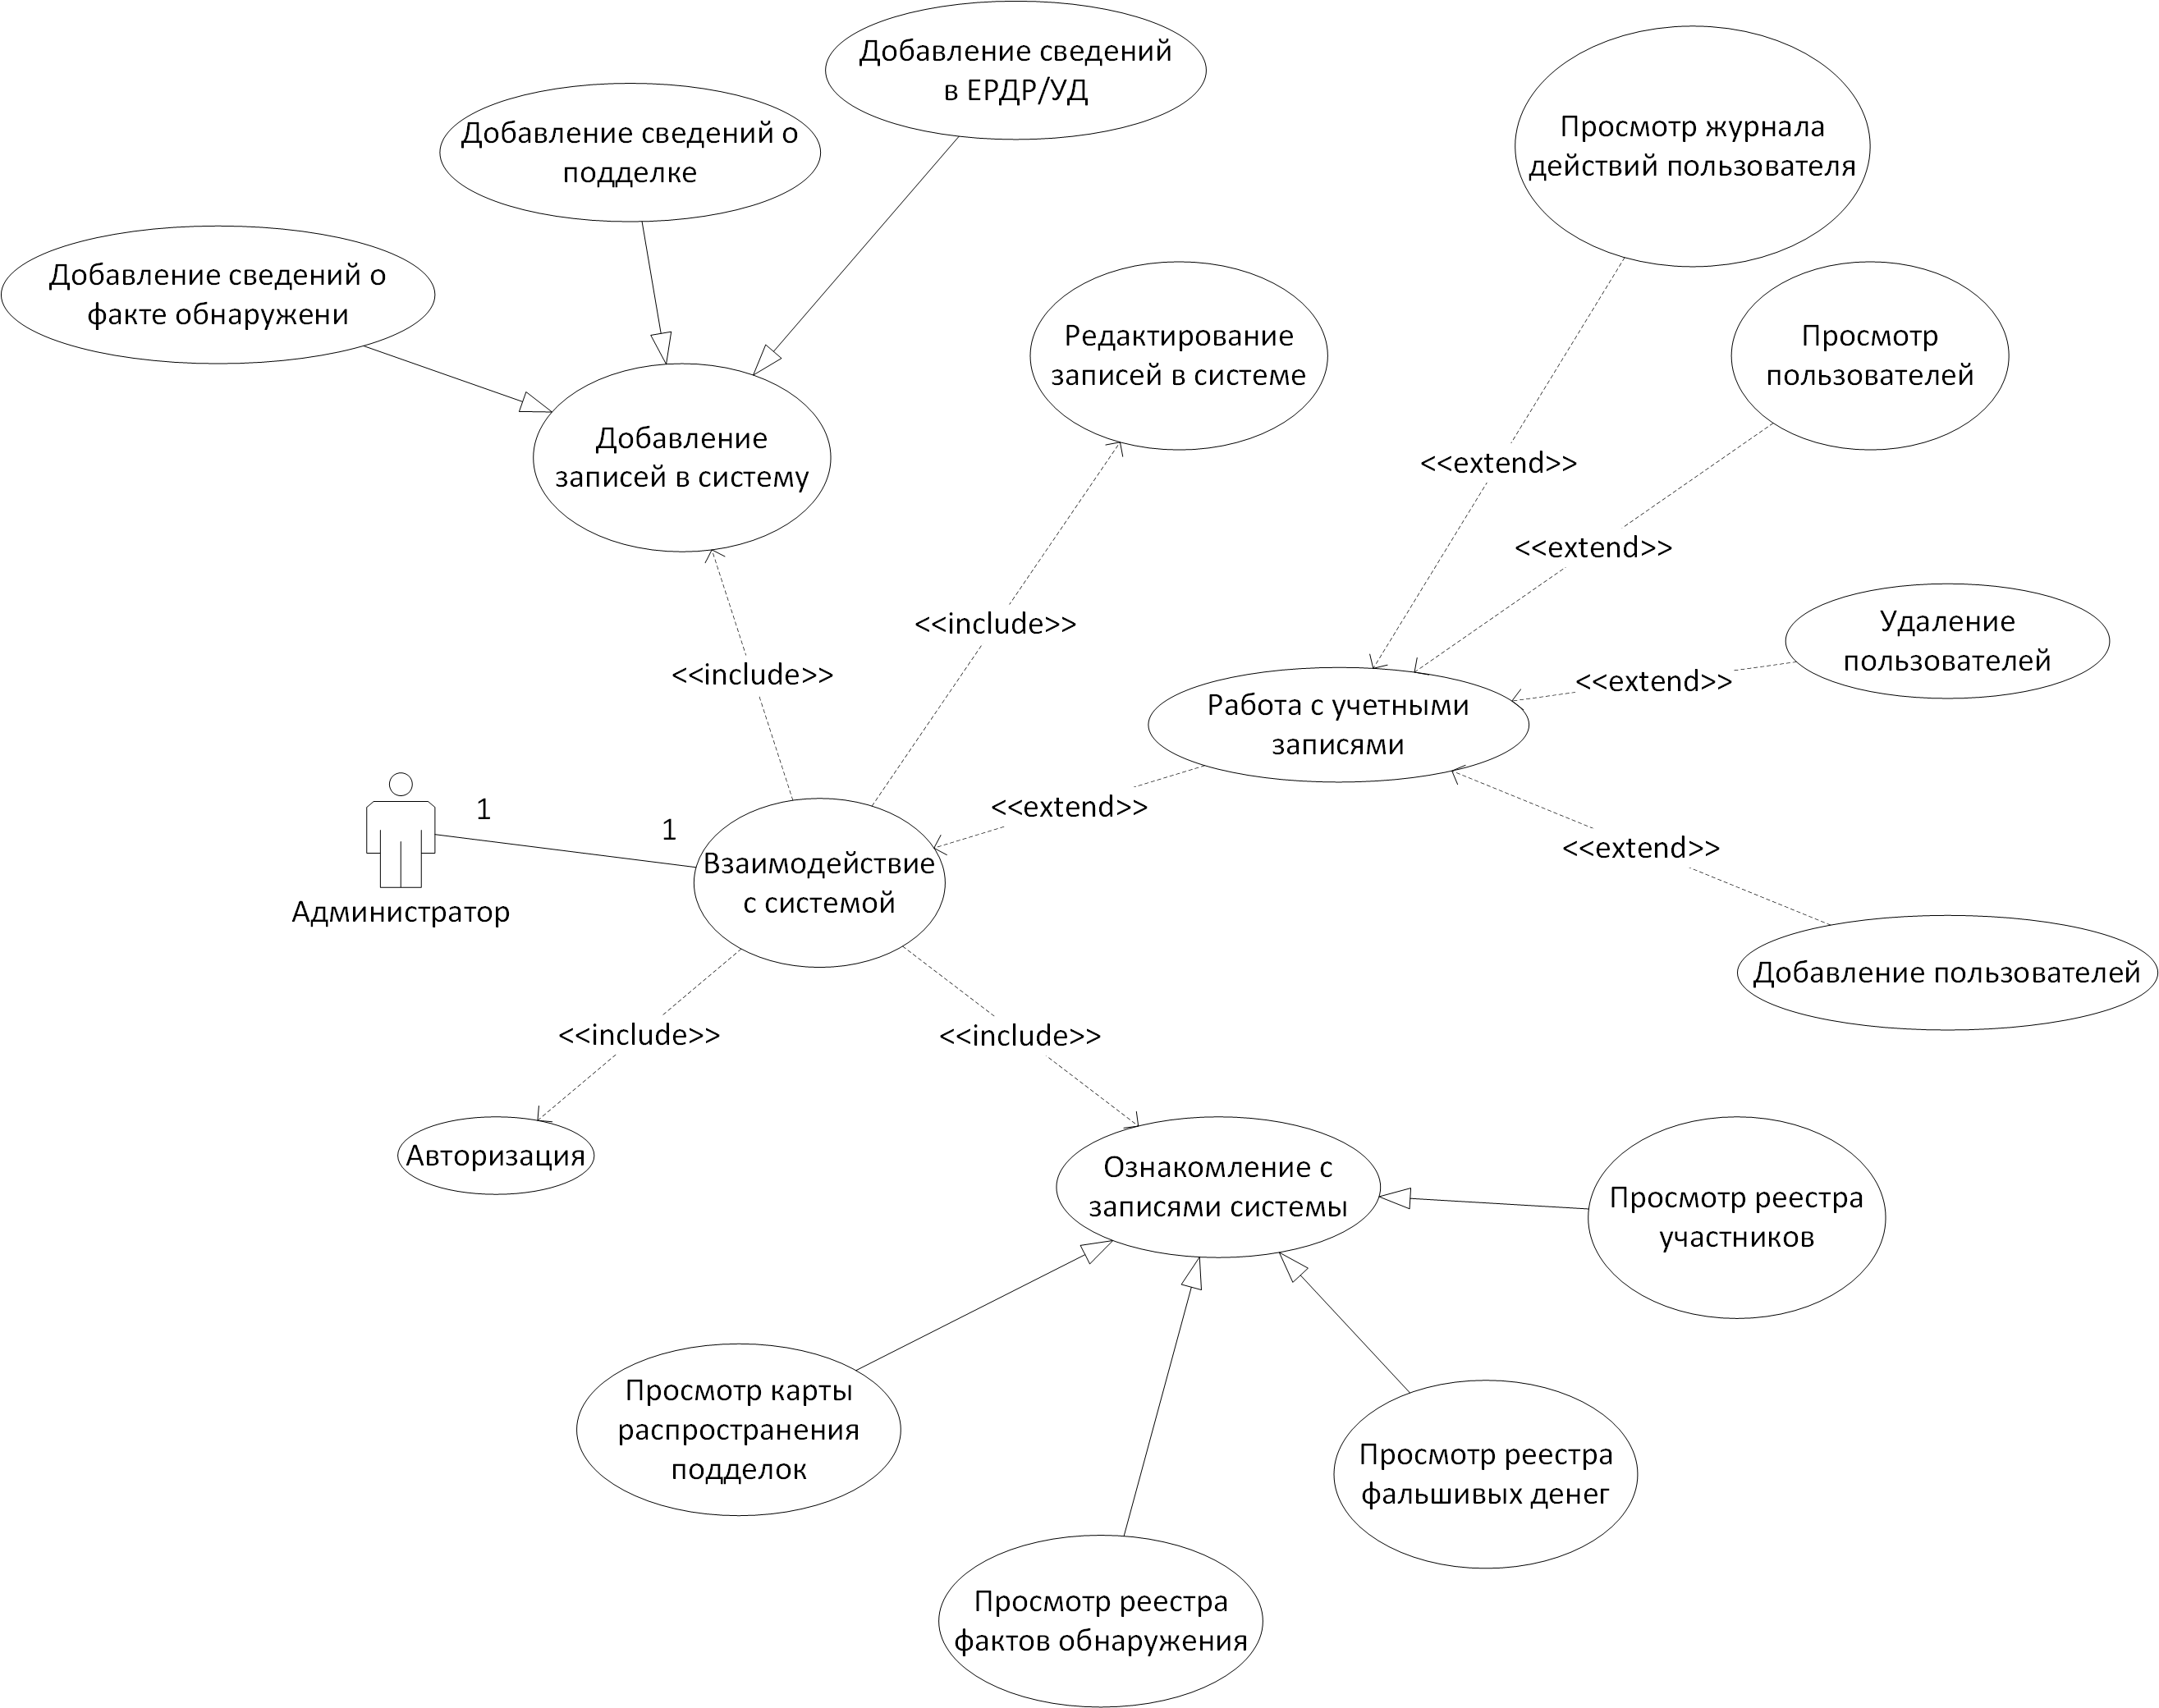 Добавление сведений
в ЕРДР/УД
Добавление сведений о
подделке
Добавление сведений о
факте обнаружени
Добавление
записей в систему
Редактирование
записей в системе
Просмотр журнала
действий пользователя
Просмотр
пользователей
<<extend>>
<<extend>>
Удаление
пользователей
<<extend>>
<<include>>
<<include>>
Работа с учетными
записями
<<extend>>
<<extend>>
Добавление пользователей
1
1
Администратор
Взаимодействие
с системой
<<include>>
<<include>>
Авторизация
Ознакомление с
записями системы
Просмотр реестра
участников
Просмотр карты
распространения
подделок
Просмотр реестра
фальшивых денег
Просмотр реестра
фактов обнаружения